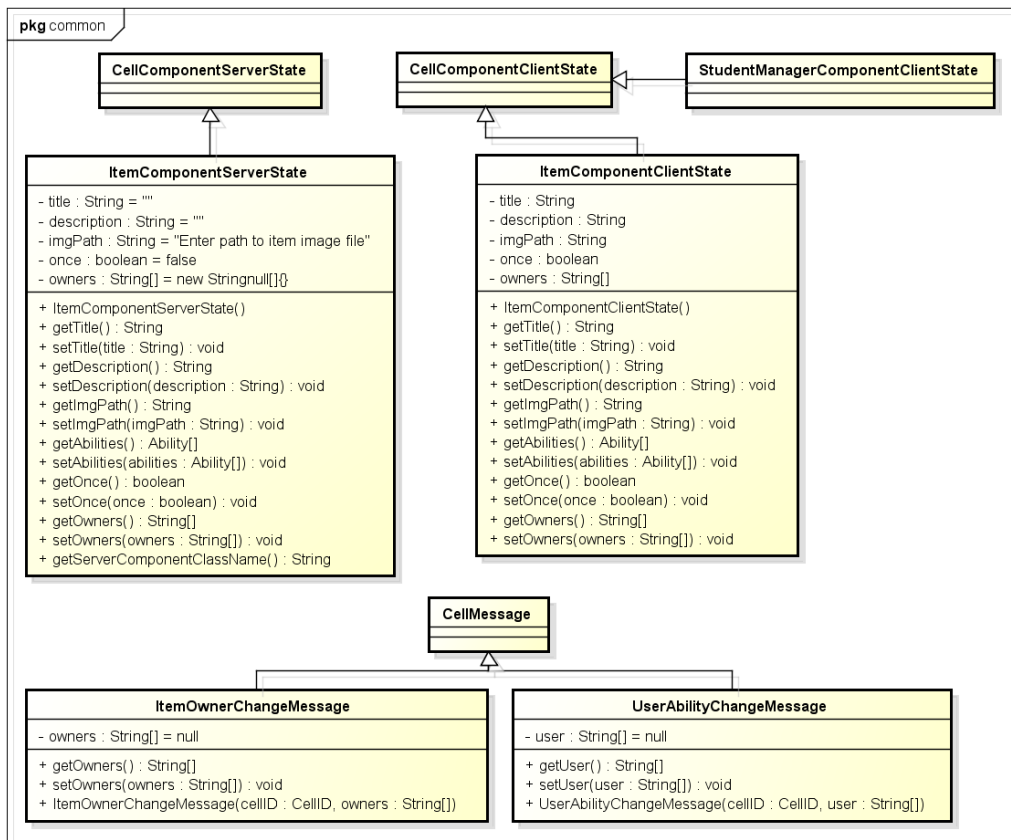 pkg common
CellComponentServerState
CellComponentClientState
StudentManagerComponentClientState
ItemComponentServerState
- title : String = ""
- description : String = ""
- imgPath : String = "Enter path to item image file"
- once : boolean = false
- owners : String[] = new Stringnull[]{}
+ ItemComponentServerState()
+ getTitle() : String
+ setTitle(title : String) : void
+ getDescription() : String
+ setDescription(description : String) : void
+ getImgPath() : String
+ setImgPath(imgPath : String) : void
+ getAbilities() : Ability[]
+ setAbilities(abilities : Ability[]) : void
+ getOnce() : boolean
+ setOnce(once : boolean) : void
+ getOwners() : String[]
+ setOwners(owners : String[]) : void
+ getServerComponentClassName() : String
ItemComponentClientState
- title : String
- description : String
- imgPath : String
- once : boolean
- owners : String[]
+ ItemComponentClientState()
+ getTitle() : String
+ setTitle(title : String) : void
+ getDescription() : String
+ setDescription(description : String) : void
+ getImgPath() : String
+ setImgPath(imgPath : String) : void
+ getAbilities() : Ability[]
+ setAbilities(abilities : Ability[]) : void
+ getOnce() : boolean
+ setOnce(once : boolean) : void
+ getOwners() : String[]
+ setOwners(owners : String[]) : void
CellMessage
ItemOwnerChangeMessage
- owners : String[] = null
+ getOwners() : String[]
+ setOwners(owners : String[]) : void
+ ItemOwnerChangeMessage(cellID : CellID, owners : String[])
UserAbilityChangeMessage
- user : String[] = null
+ getUser() : String[]
+ setUser(user : String[]) : void
+ UserAbilityChangeMessage(cellID : CellID, user : String[])